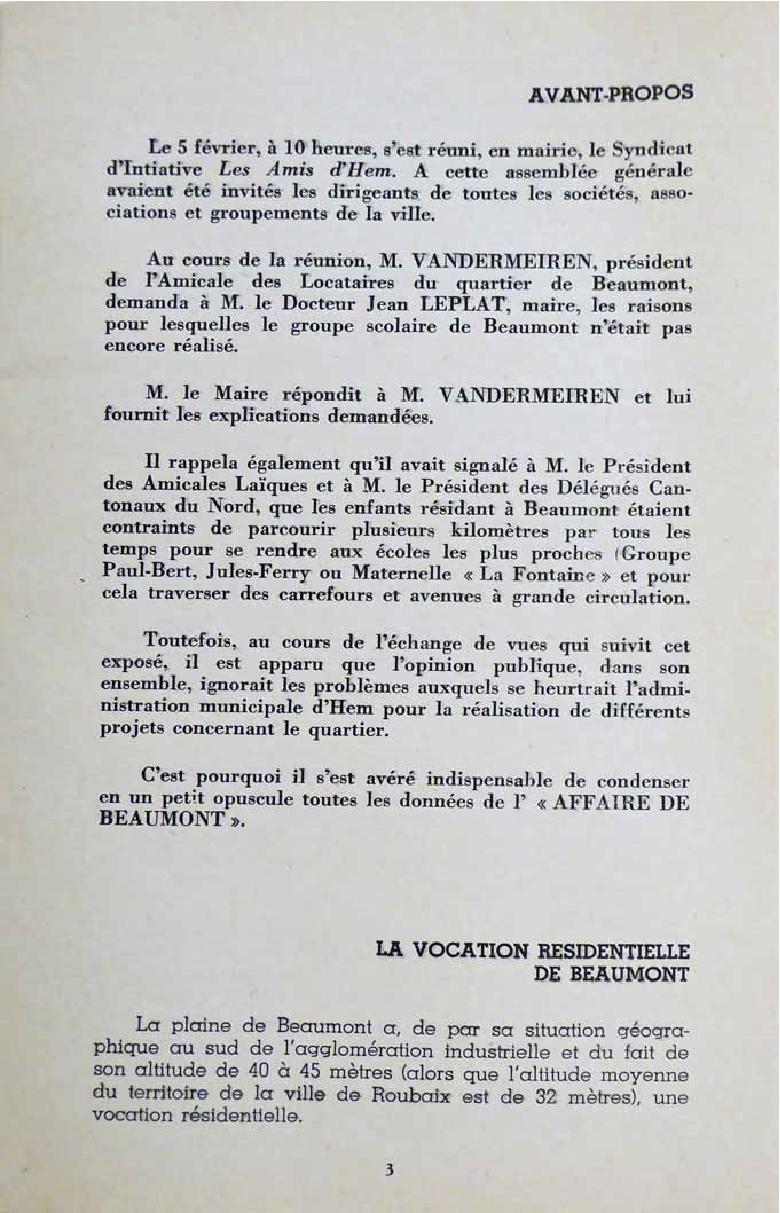 AVANT-PROPOS
Le 5 février, à 10 heures, s'est réuni, en mairie, le Syndicat
d'Intiative Les Amis d'Hem. A cette assemblée générale
avaient été invités les dirigeants de toutes les sociétés, asso-
ciations et groupements de la ville.
Au cours de la réunion, M. VANDERMEIREN, président
de l'Amicale des Locataires du quartier de Beaumont,
demanda à M. le Docteur Jean LEPLAT, maire, les raisons
pour lesquelles le groupe scolaire de Beaumont n'était pas
encore réalisé.
M. le Maire répondit à M. VANDERMEIREN et lui
fournit les explications demandées.
Il rappela également qu'il avait signalé à M. le Président
des Amicales Laïques et à M. le Président des Délégués Can-
tonaux du Nord, que les enfants résidant à Beaumont étaient
contraints de parcourir plusieurs kilomètres par tous les
temps pour se rendre aux écoles les plus proches (Groupe
Paul-Bert, Jules-Ferry ou Maternelle « La Fontaine » et pour
cela traverser des carrefours et avenues à grande circulation.
Toutefois, au cours de l'échange de vues qui suivit cet
exposé, il est apparu que l'opinion publique, dans son
ensemble, ignorait les problèmes auxquels se heurtrait l'admi-
nistration municipale d'Hem pour la réalisation de différents
projets concernant le quartier.
C'est pourquoi il s'est avéré indispensable de condenser
en un petit opuscule toutes les données de l' « AFFAIRE DE
BEAUMONT ».
LA VOCATION RESIDENTIELLE
DE BEAUMONT
La plaine de Beaumont a, de par sa situation géogra-
phique au sud de l'agglomération industrielle et du fait de
son altitude de 40 à 45 mètres (alors que l'altitude moyenne
du territoire de la ville de Roubaix est de 32 mètres), une
vocation résidentielle.
3